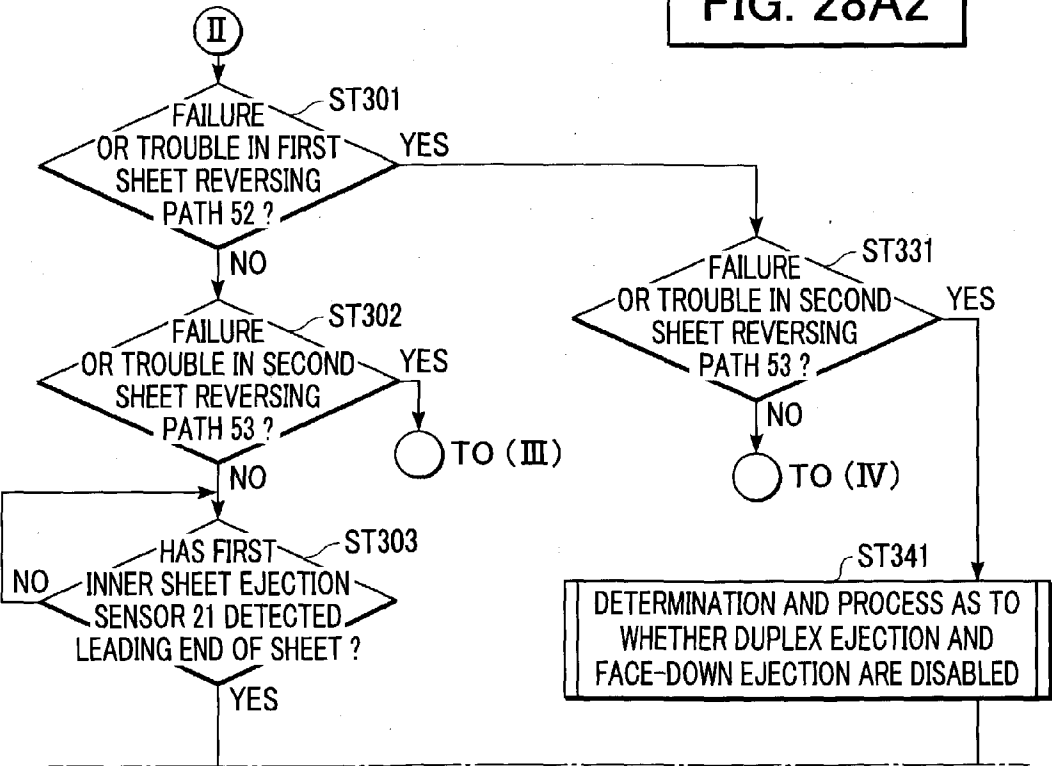 FIG. 28A2
II
ST301
FAILURE
OR TROUBLE IN FIRST
SHEET REVERSING
PATH 52 ?
YES
NO
ST302
FAILURE
OR TROUBLE IN SECOND
SHEET REVERSING
PATH 53 ?
YES
TO (III)
NO
ST303
HAS FIRST
INNER SHEET EJECTION
SENSOR 21 DETECTED
LEADING END OF SHEET ?
NO
YES
ST331
FAILURE
OR TROUBLE IN SECOND
SHEET REVERSING
PATH 53 ?
YES
NO
TO (IV)
ST341
DETERMINATION AND PROCESS AS TO
WHETHER DUPLEX EJECTION AND
FACE-DOWN EJECTION ARE DISABLED